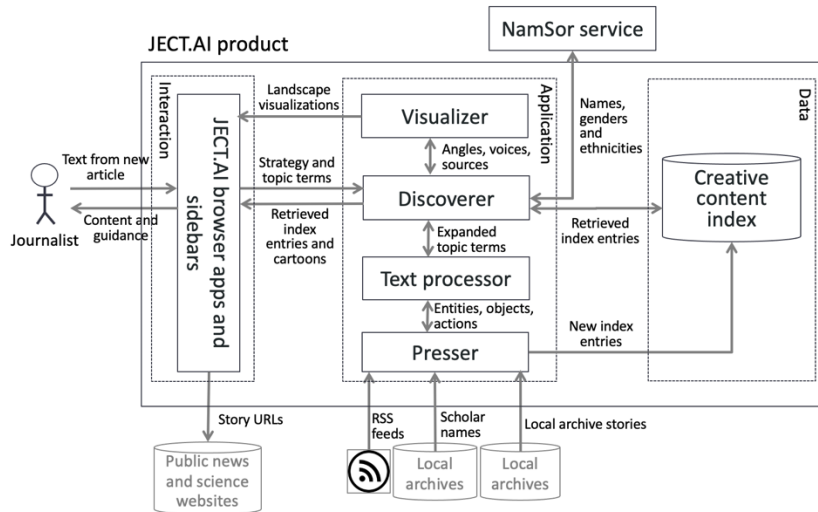 NamSor service
JECT.AI product
Interaction
Landscape
visualizations
Visualizer
Application
Names,
genders
and
ethnicities
Data
Text from new
article
JECT.AI browser apps and
sidebars
Strategy and
topic terms
Angles, voices,
sources
Discoverer
Creative
content
index
Content and
guidance
Journalist
Retrieved
index
entries and
cartoons
Expanded
topic terms
Retrieved
index entries
Text processor
Entities, objects,
actions
New index
entries
Presser
Story URLs
RSS
feeds
Scholar
names
Local archive stories
Public news
and science
websites
Local
archives
Local
archives